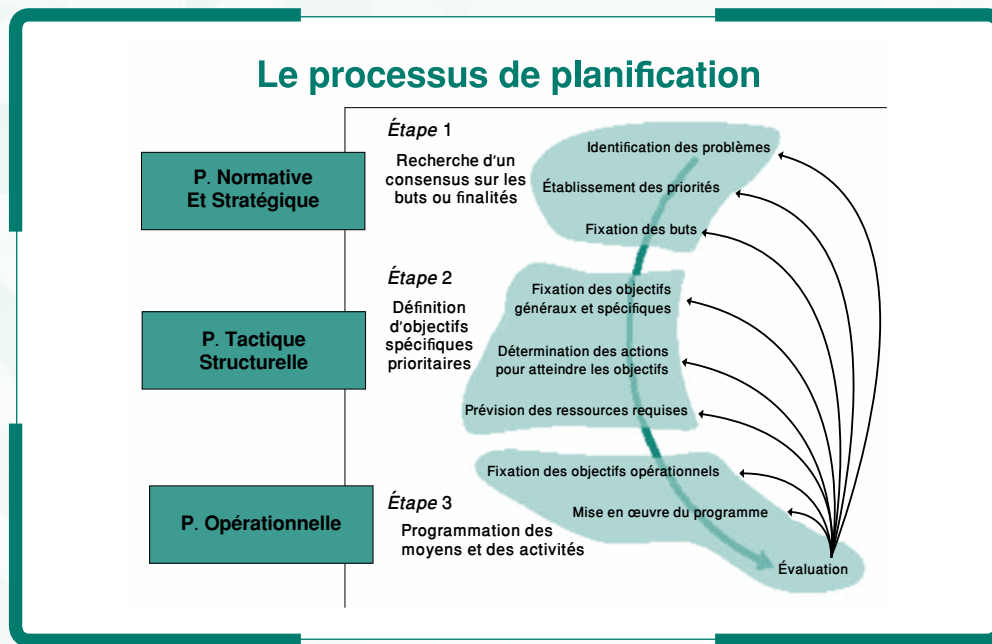 Le processus de planification
P. Normative
Et Stratégique
Étape 1
Recherche d'un
consensus sur les
buts ou finalités
Identification des problèmes
Établissement des priorités
Fixation des buts
P. Tactique
Structurelle
Étape 2
Définition
d'objectifs
spécifiques
prioritaires
Fixation des objectifs
généraux et spécifiques
Détermination des actions
pour atteindre les objectifs
Prévision des ressources requises
P. Opérationnelle
Étape 3
Programmation des
moyens et des activités
Fixation des objectifs opérationnels
Mise en œuvre du programme
Évaluation